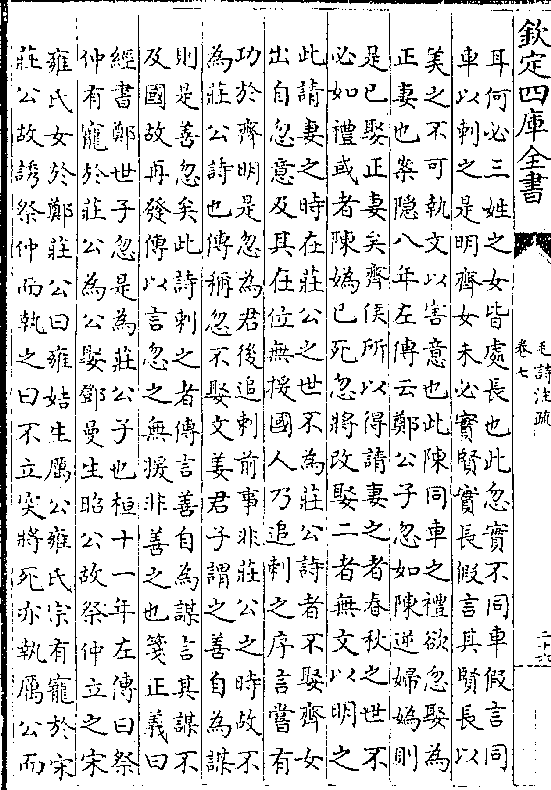 欽定四庫全書
毛詩注疏
卷七
二十六
耳何必三姓之女皆處長也此忽實不同車假言同
車以刺之是明齊女未必實賢實長假言其賢長以
美之不可執文以害意也此陳同車之禮欲忽娶為
正妻也案隱八年左傳云鄭公子忽如陳逆婦媯則
是已娶正妻矣齊侯所以得請妻之者春秋之世不
必如禮或者陳媯已死忽將改娶二者無文以明之
此請妻之時在莊公之世不為莊公詩者不娶齊女
出自忽意及其在位無援國人乃追刺之序言嘗有
功於齊明是忽為君後追刺前事非莊公之時故不
為莊公詩也傳稱忽不娶文姜君子謂之善自為謀
則是善忽矣此詩刺之者傳言善自為謀言其謀不
及國故再發傳以言忽之無援非善之也箋正義曰
經書鄭世子忽是為莊公子也桓十一年左傳曰祭
仲有寵於莊公為公娶鄧曼生昭公故祭仲立之宋
雍氏女於鄭莊公曰雍姞生厲公雍氏宗有寵於宋
莊公故誘祭仲而執之曰不立突將死亦執厲公而